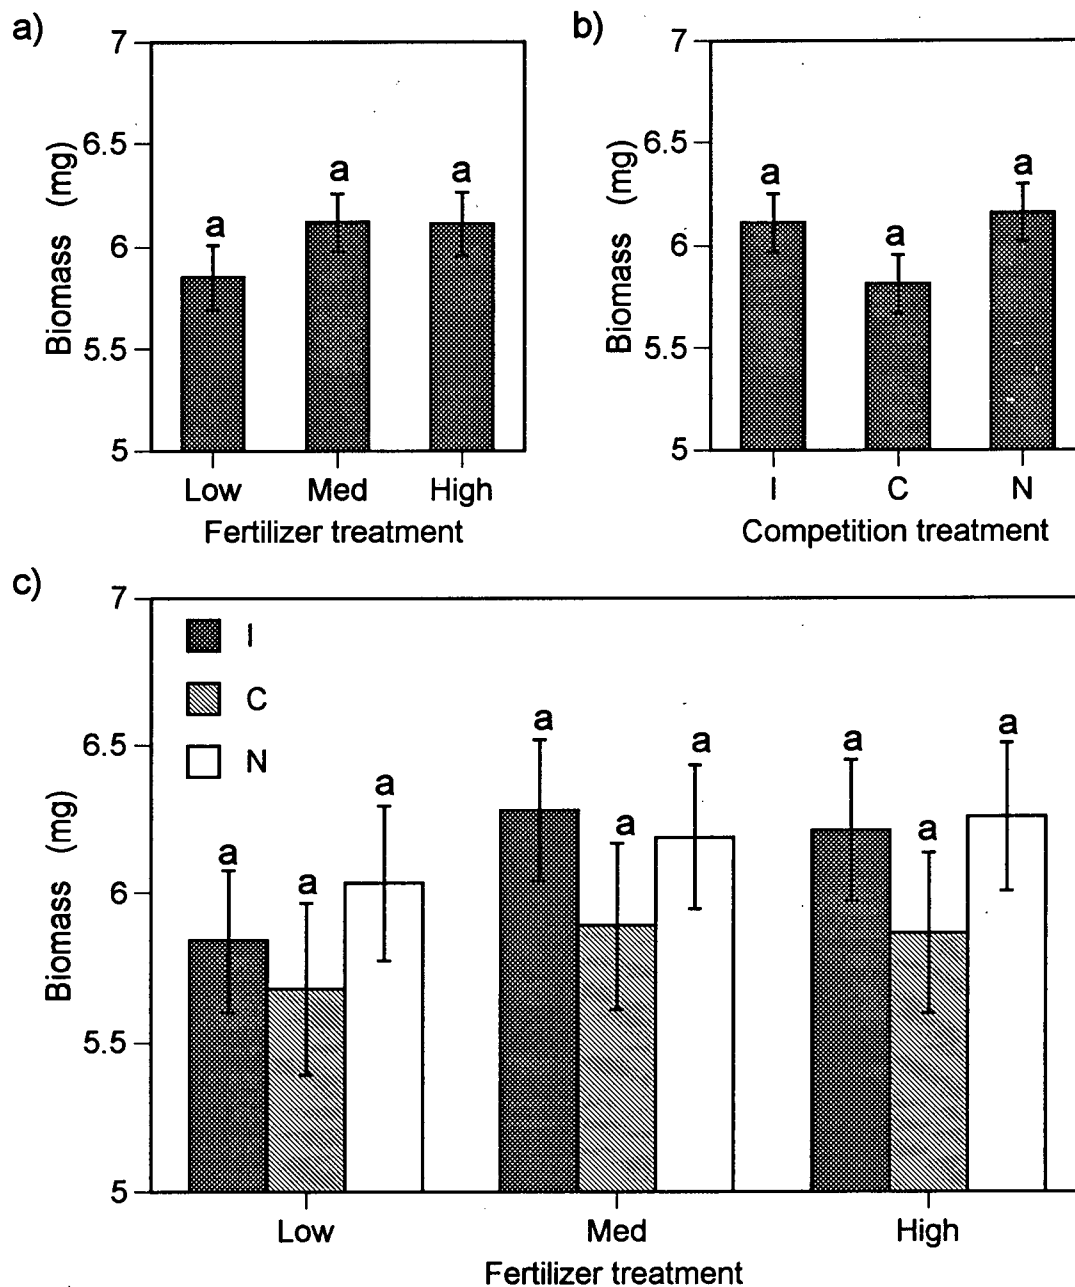 a)
7
6.5
6
5.5
5
Biomass (mg)
a
a
a
Low Med High
Fertilizer treatment
b)
7
6.5
6
5.5
5
Biomass (mg)
a
a
a
I C N
Competition treatment
c)
7
6.5
6
5.5
5
Biomass (mg)
I
C
N
a
a
a
a
a
a
a
a
a
Low Med High
Fertilizer treatment